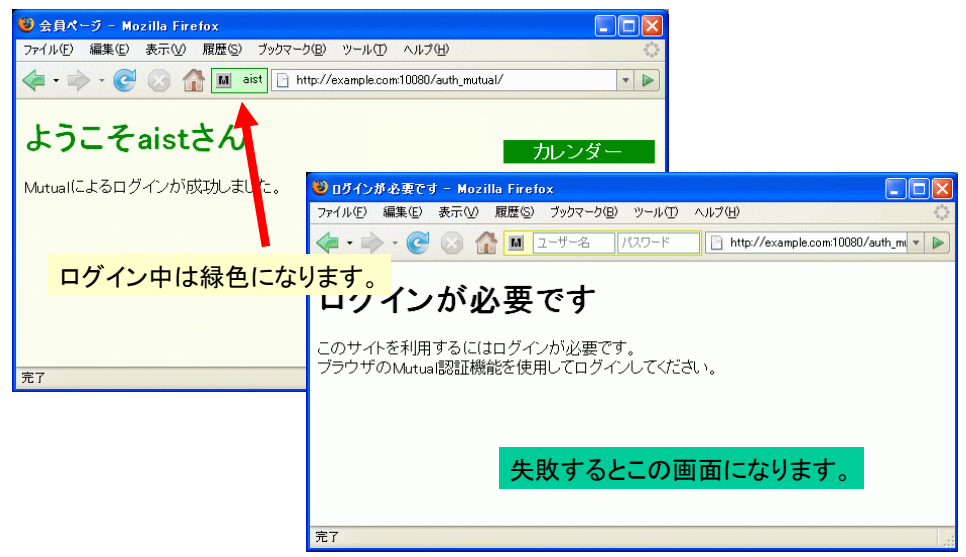 会員ページ - Mozilla Firefox
ファイル(F) 編集(E) 表示(V) 履歴(S) ブックマーク(B) ツール(T) ヘルプ(H)
M aist http://example.com:10080/auth_mutual/
ようこそaistさん
カレンダー
Mutualによるログインが成功しました。
ログイン中は緑色になります。
完了
ログインが必要です - Mozilla Firefox
ファイル(F) 編集(E) 表示(V) 履歴(S) ブックマーク(B) ツール(T) ヘルプ(H)
M ユーザー名 パスワード http://example.com:10080/auth_mu
ログインが必要です
このサイトを利用するにはログインが必要です。
ブラウザのMutual認証機能を使用してログインしてください。
失敗するとこの画面になります。
完了